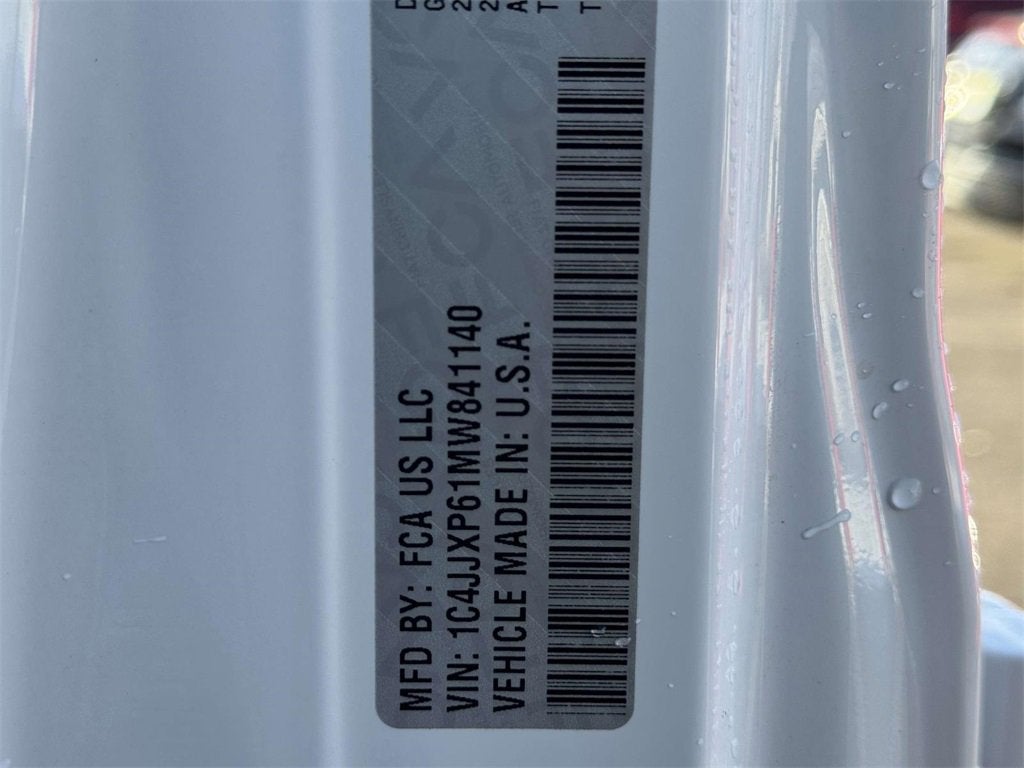 MFD BY: FCA US LLC
VIN: 1C4JJXP61MW841140
VEHICLE MADE IN: U.S.A.